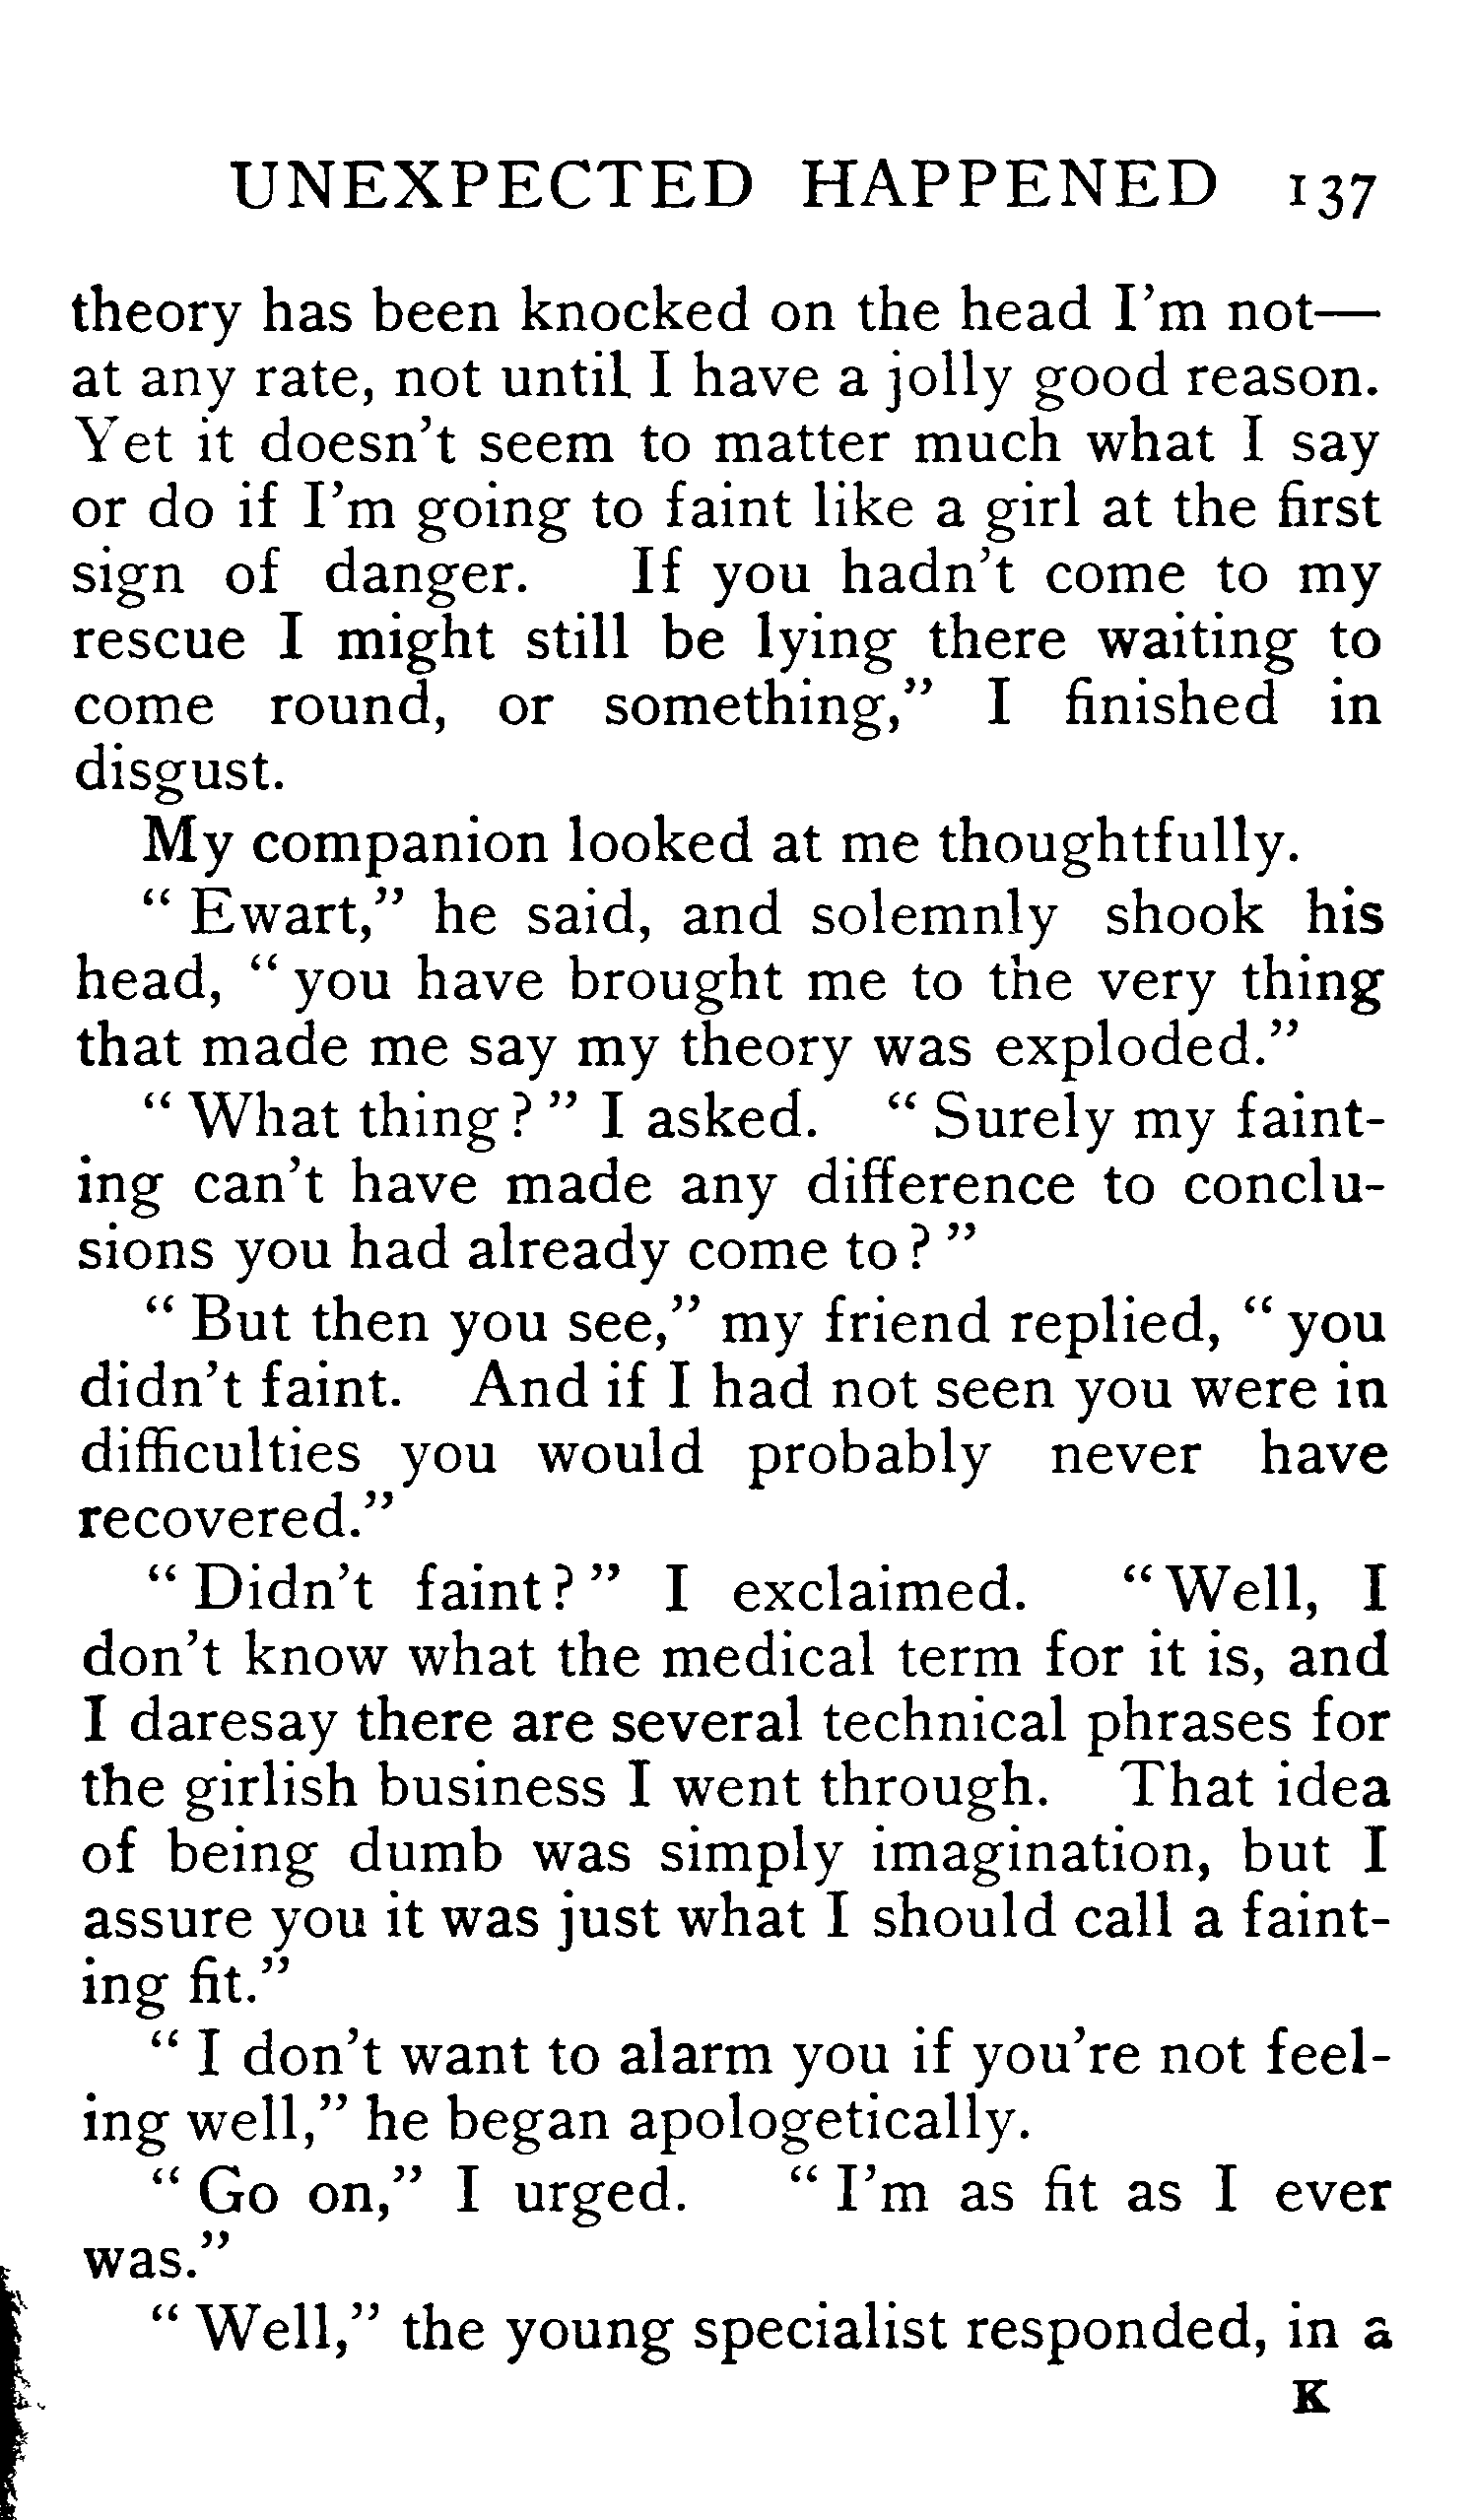 UNEXPECTED HAPPENED 137
theory has been knocked on the head I'm not—
at any rate, not until I have a jolly good reason.
Yet it doesn't seem to matter much what I say
or do if I'm going to faint like a girl at the first
sign of danger. If you hadn't come to my
rescue I might still be lying there waiting to
come round, or something," I finished in
disgust.
My companion looked at me thoughtfully.
" Ewart," he said, and solemnly shook his
head, " you have brought me to the very thing
that made me say my theory was exploded."
" What thing ? " I asked. " Surely my faint-
ing can't have made any difference to conclu-
sions you had already come to ? "
" But then you see," my friend replied, " you
didn't faint. And if I had not seen you were in
difficulties you would probably never have
recovered."
" Didn't faint ? " I exclaimed. " Well, I
don't know what the medical term for it is, and
I daresay there are several technical phrases for
the girlish business I went through. That idea
of being dumb was simply imagination, but I
assure you it was just what I should call a faint-
ing fit."
" I don't want to alarm you if you're not feel-
ing well," he began apologetically.
" Go on," I urged. " I'm as fit as I ever
was."
" Well," the young specialist responded, in a
K